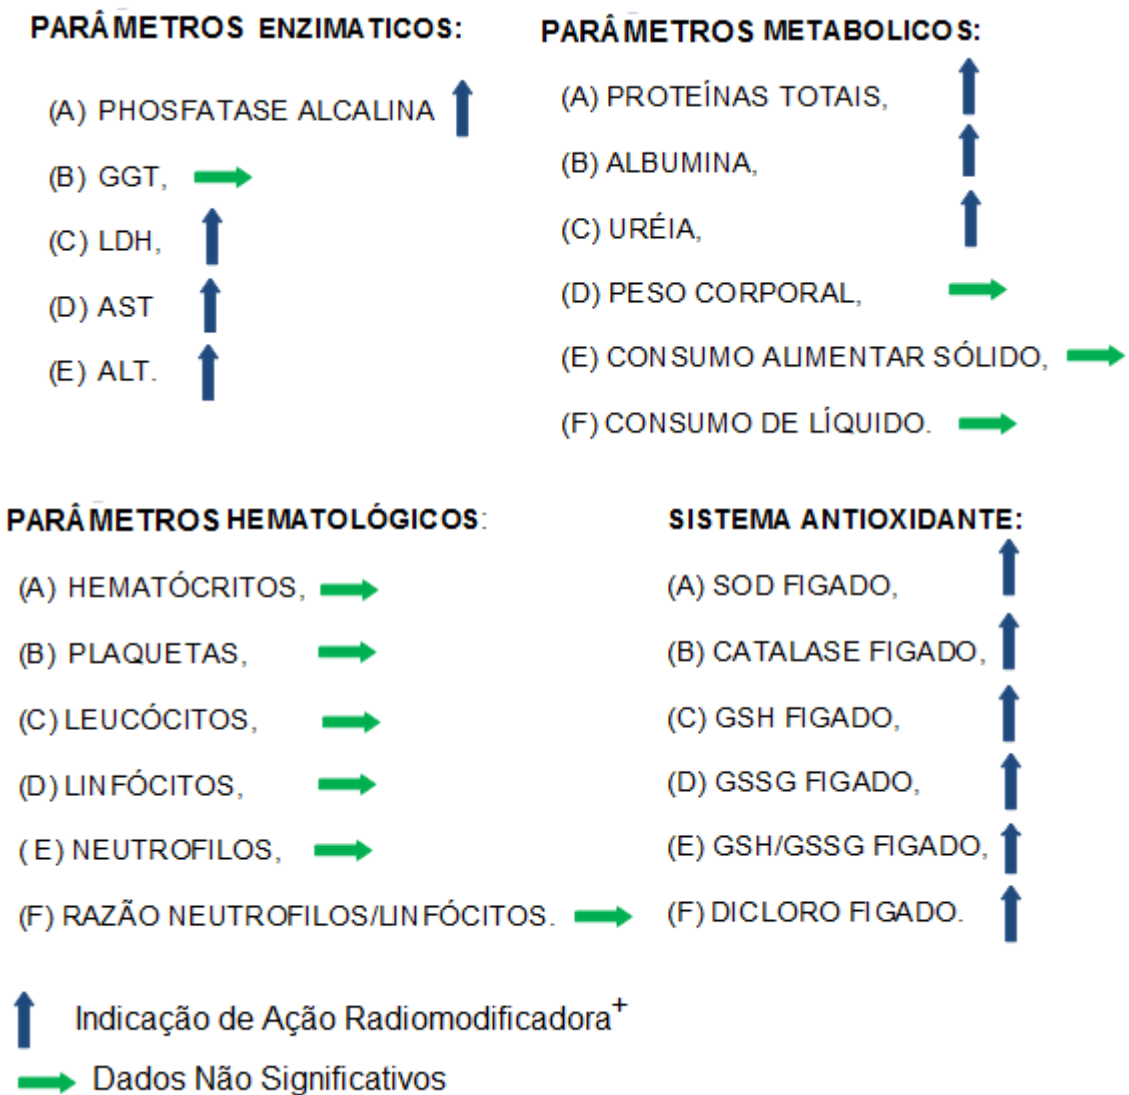 PARÂMETROS ENZIMATICOS:
(A) PHOSFATASE ALCALINA
(B) GGT,
(C) LDH,
(D) AST
(E) ALT.
PARÂMETROS METABOLICOS:
(A) PROTEÍNAS TOTAIS,
(B) ALBUMINA,
(C) URÉIA,
(D) PESO CORPORAL,
(E) CONSUMO ALIMENTAR SÓLIDO,
(F) CONSUMO DE LÍQUIDO.
PARÂMETROS HEMATOLÓGICOS:
(A) HEMATÓCRITOS,
(B) PLAQUETAS,
(C) LEUCÓCITOS,
(D) LINFÓCITOS,
( E) NEUTROFILOS,
(F) RAZÃO NEUTROFILOS/LINFÓCITOS.
SISTEMA ANTIOXIDANTE:
(A) SOD FIGADO,
(B) CATALASE FIGADO,
(C) GSH FIGADO,
(D) GSSG FIGADO,
(E) GSH/GSSG FIGADO,
(F) DICLORO FIGADO.
Indicação de Ação Radiomodificadora+
Dados Não Significativos